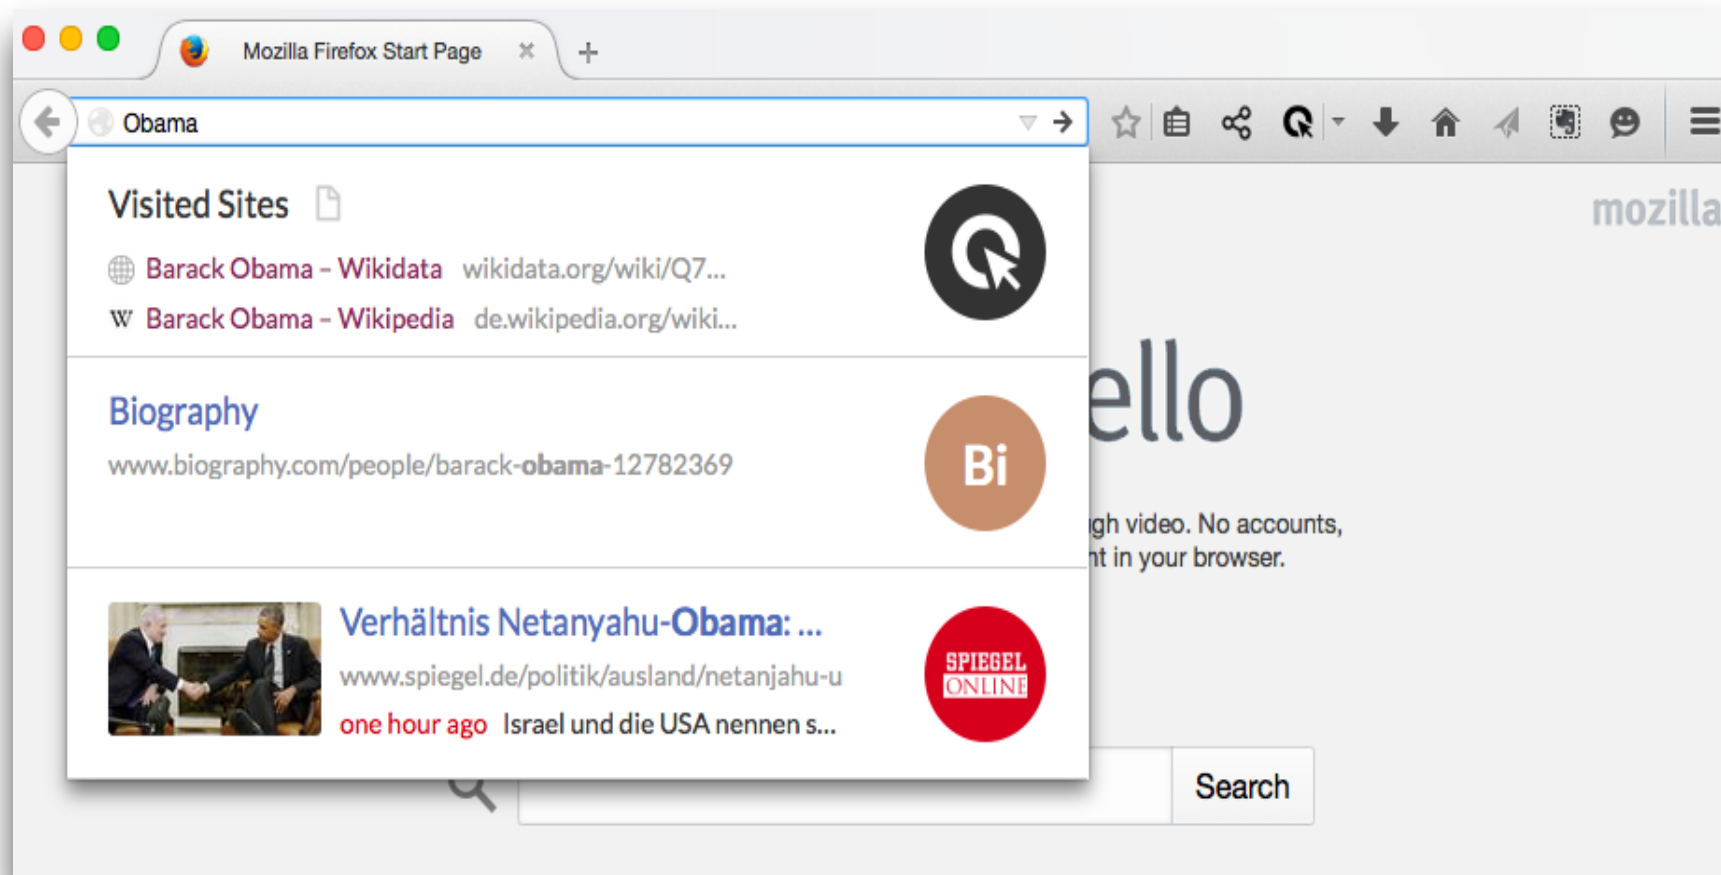 Mozilla Firefox Start Page
Obama
Visited Sites
mozilla
Barack Obama – Wikidata wikidata.org/wiki/Q7...
W Barack Obama – Wikipedia de.wikipedia.org/wiki...
ello
Biography
www.biography.com/people/barack-obama-12782369
Bi
gh video. No accounts,
nt in your browser.
Verhältnis Netanyahu-Obama: ...
www.spiegel.de/politik/ausland/netanjahu-u
one hour ago Israel und die USA nennen s...
SPIEGEL
ONLINE
Search